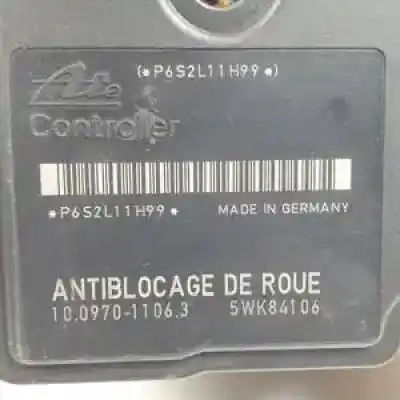 (*P6S2L11H99*)
Ate
Controller
*P6S2L11H99* MADE IN GERMANY
ANTIBLOCAGE DE ROUE
10.0970-1106.3 5WK84106